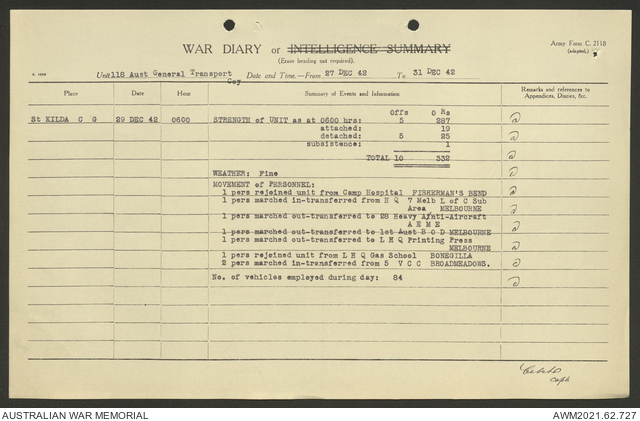 WAR DIARY or INTELLIGENCE SUMMARY
Army Form C. 2118
(Erase heading not required).
(adapted.)
Unit 118 Aust General Transport Coy Date and Time.—From 27 DEC 42 To 31 DEC 42
Place Date Hour Summary of Events and Information Remarks and references to Appendices, Diaries, &c.
Offs O Rs
St KILDA C G 29 DEC 42 0600 STRENGTH of UNIT as at 0600 hrs: 5 287
attached: 19
detached: 5 25
subsistence: 1
TOTAL 10 332
WEATHER: Fine
MOVEMENT of PERSONNEL:
1 pers rejoined unit from Camp Hospital FISHERMAN'S BEND
1 pers marched in-transferred from H Q 7 Melb L of C Sub
Area MELBOURNE
1 pers marched out-transferred to 2B Heavy Anti-Aircraft
A E M E
1 pers marched out-transferred to 1st Aust B O D MELBOURNE
1 pers marched out-transferred to L H Q Printing Press
MELBOURNE
1 pers rejoined unit from L H Q Gas School BONEGILLA
2 pers marched in-transferred from 5 V C C BROADMEADOWS.
No. of vehicles employed during day: 84
Capt
AUSTRALIAN WAR MEMORIAL
AWM2021.62.727